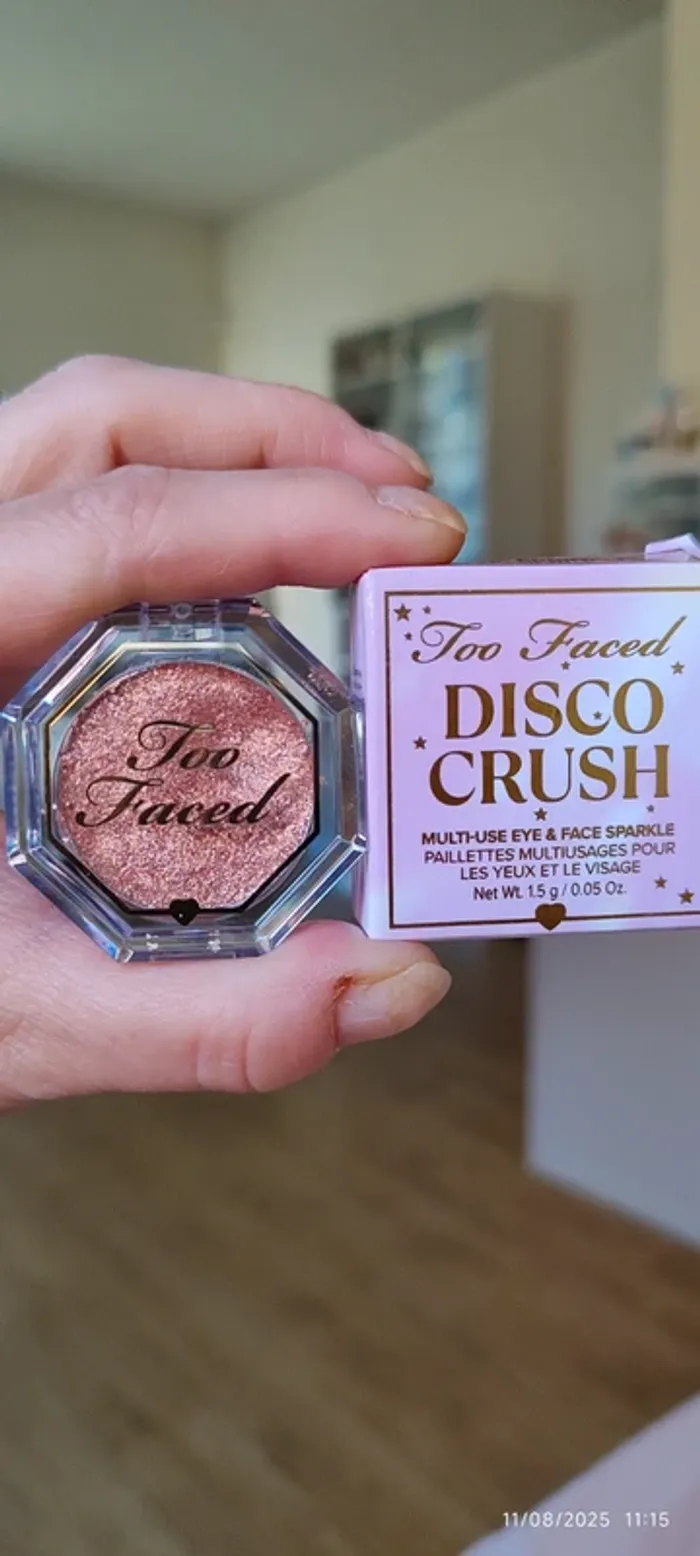 Too
Faced
Too Faced
DISCO
CRUSH
MULTI-USE EYE & FACE SPARKLE
PAILLETTES MULTIUSAGES POUR
LES YEUX ET LE VISAGE
Net Wt. 1.5 g / 0.05 Oz.
11/08/2025 11:15